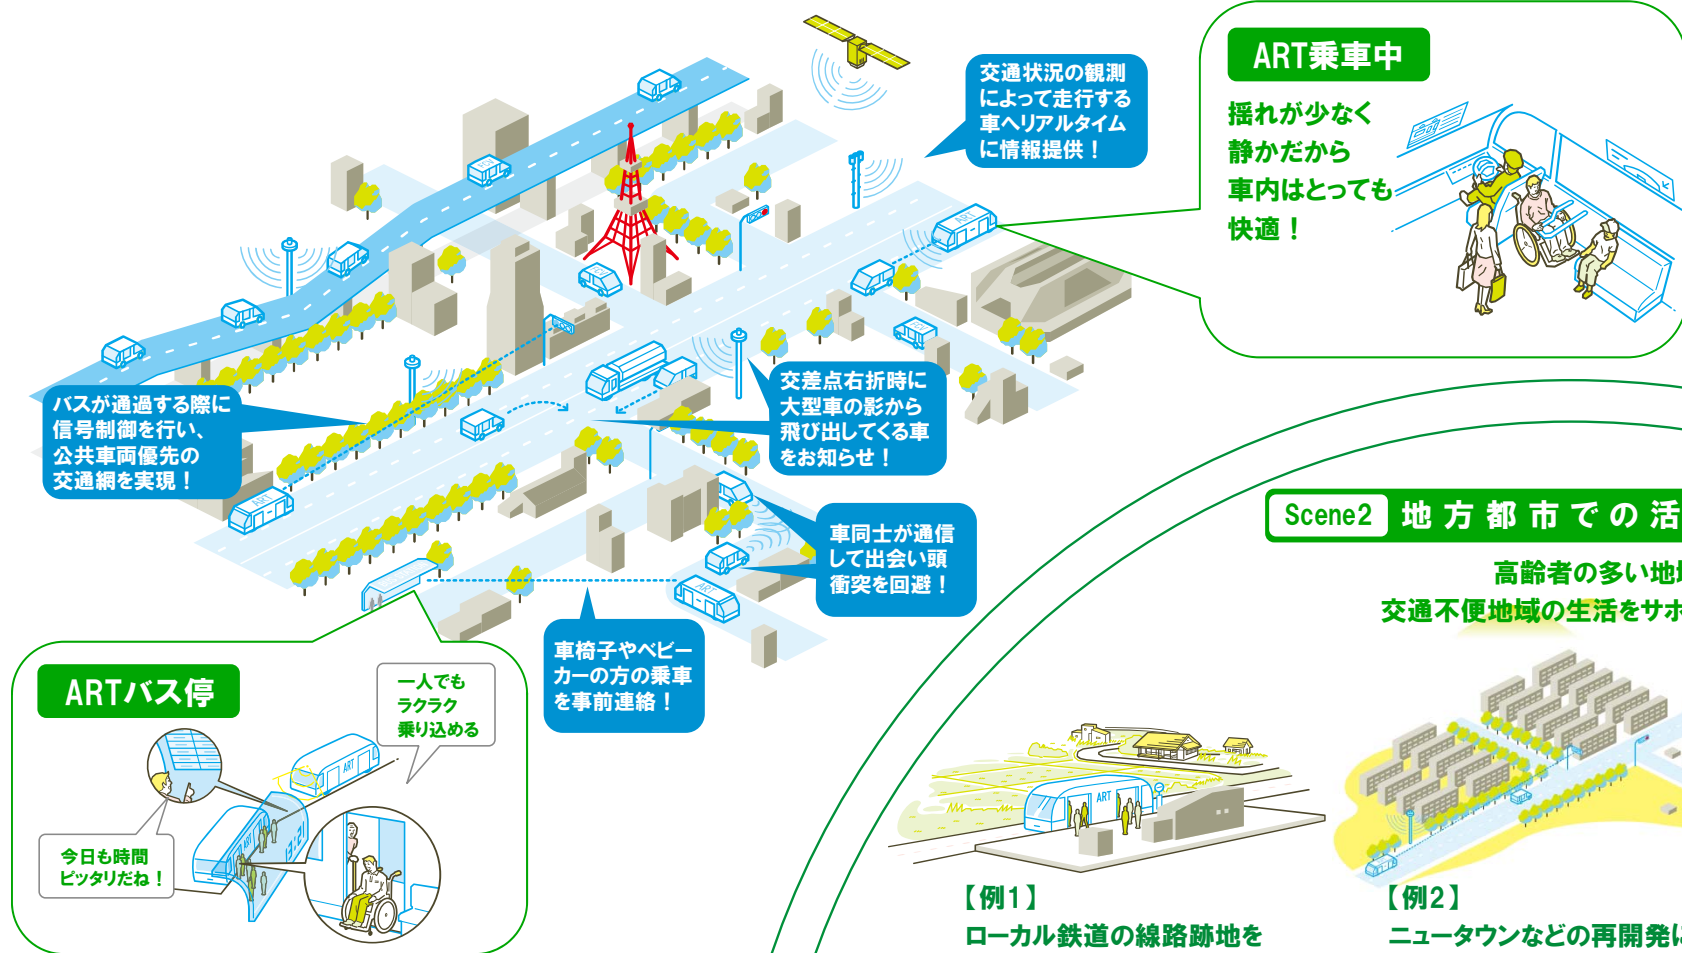 交通状況の観測
によって走行する
車へリアルタイム
に情報提供！
ART乗車中
揺れが少なく
静かだから
車内はとっても
快適！
ART
バスが通過する際に
信号制御を行い、
公共車両優先の
交通網を実現！
交差点右折時に
大型車の影から
飛び出してくる車
をお知らせ！
ART
車同士が通信
して出会い頭
衝突を回避！
ART
車椅子やベビー
カーの方の乗車
を事前連絡！
ARTバス停
一人でも
ラクラク
乗り込める
ART
ART
今日も時間
ピッタリだね！
Scene2 地方都市での活
高齢者の多い地域
交通不便地域の生活をサポ
ART
【例1】
ローカル鉄道の線路跡地を
【例2】
ニュータウンなどの再開発に